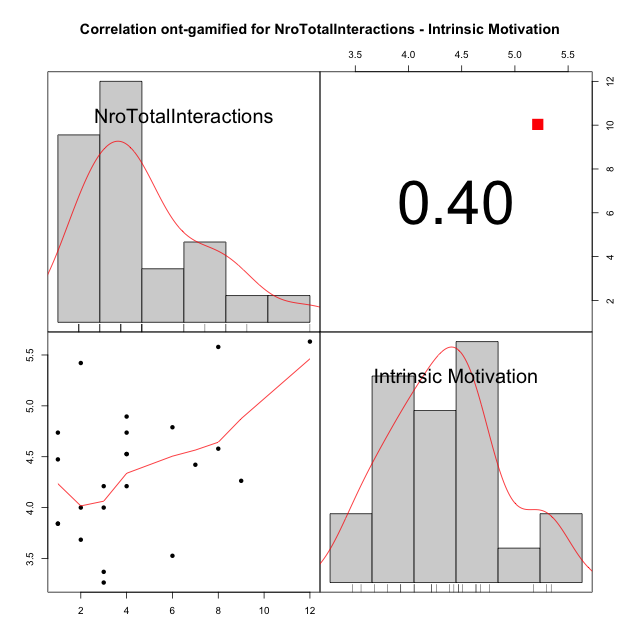 Correlation ont-gamified for NroTotalInteractions - Intrinsic Motivation
3.5 4.0 4.5 5.0 5.5
NroTotalInteractions
0.40
12
10
8
6
4
2
Intrinsic Motivation
5.5
5.0
4.5
4.0
3.5
2 4 6 8 10 12